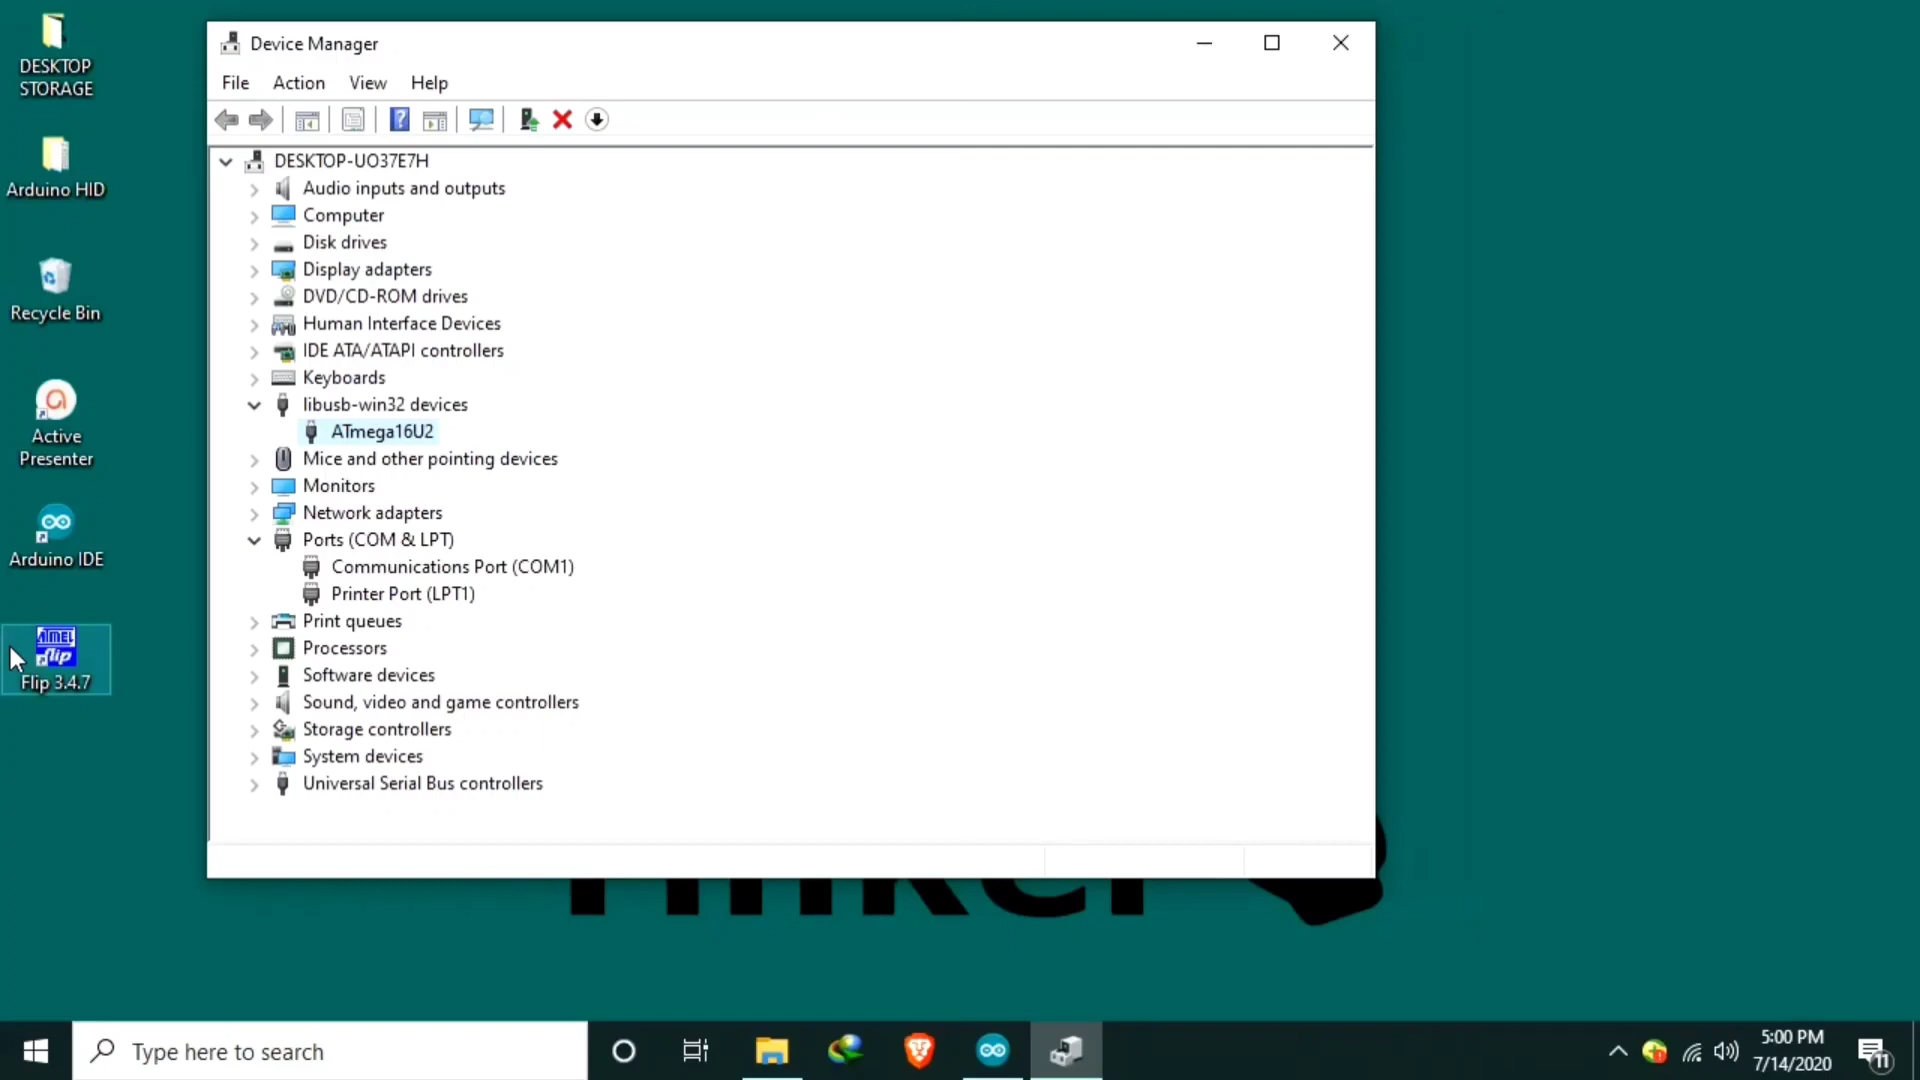 DESKTOP
STORAGE
Arduino HID
Recycle Bin
Active
Presenter
Arduino IDE
ATMEL
flip
Flip 3.4.7
Device Manager
File Action View Help
DESKTOP-UO37E7H
Audio inputs and outputs
Computer
Disk drives
Display adapters
DVD/CD-ROM drives
Human Interface Devices
IDE ATA/ATAPI controllers
Keyboards
libusb-win32 devices
ATmega16U2
Mice and other pointing devices
Monitors
Network adapters
Ports (COM & LPT)
Communications Port (COM1)
Printer Port (LPT1)
Print queues
Processors
Software devices
Sound, video and game controllers
Storage controllers
System devices
Universal Serial Bus controllers
Type here to search
5:00 PM
7/14/2020
11